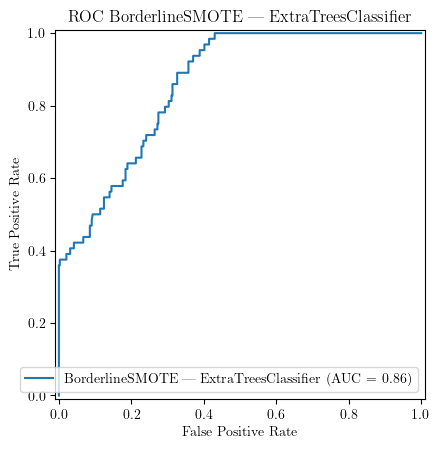 ROC BorderlineSMOTE — ExtraTreesClassifier
1.0
0.8
0.6
0.4
0.2
0.0
True Positive Rate
BorderlineSMOTE — ExtraTreesClassifier (AUC = 0.86)
0.0 0.2 0.4 0.6 0.8 1.0
False Positive Rate